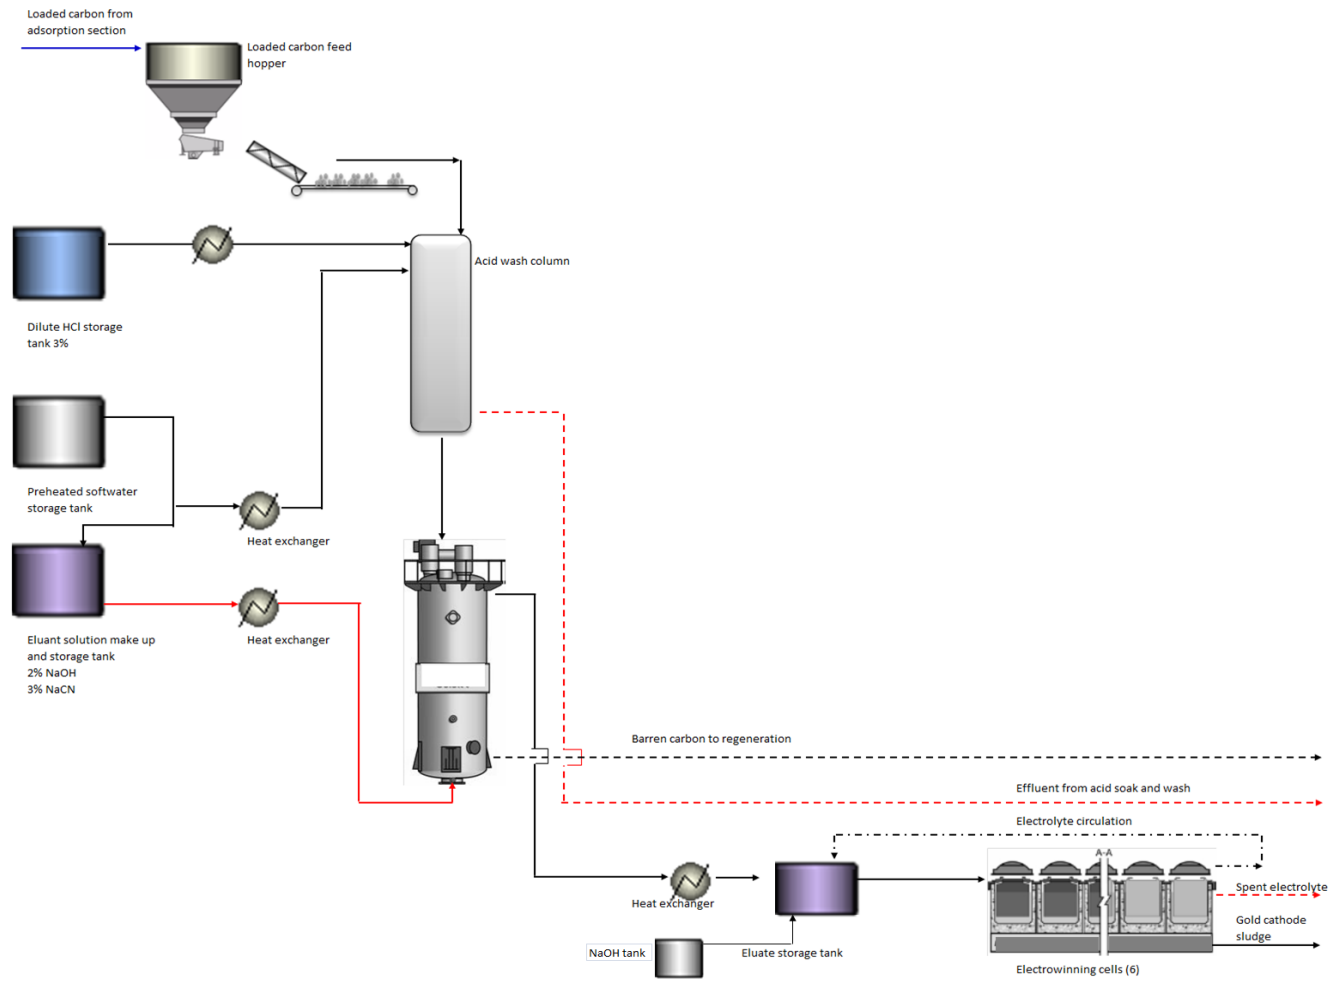 Loaded carbon from
adsorption section
Loaded carbon feed
hopper
Acid wash column
Dilute HCl storage
tank 3%
Preheated softwater
storage tank
Heat exchanger
Eluant solution make up
and storage tank
2% NaOH
3% NaCN
Heat exchanger
Barren carbon to regeneration
Effluent from acid soak and wash
Electrolyte circulation
A-A
Spent electrolyte
Heat exchanger
Gold cathode
sludge
NaOH tank
Eluate storage tank
Electrowinning cells (6)